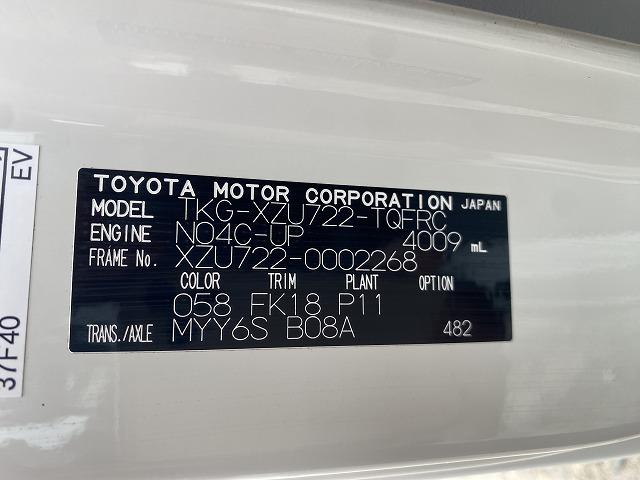 TOYOTA MOTOR CORPORATION JAPAN
MODEL TKG-XZU722-TQFRC
ENGINE N04C-UP 4009 mL
FRAME No. XZU722-0002268
COLOR TRIM PLANT OPTION
058 FK18 P11
TRANS./AXLE MYY6S B08A 482
EV
37F40